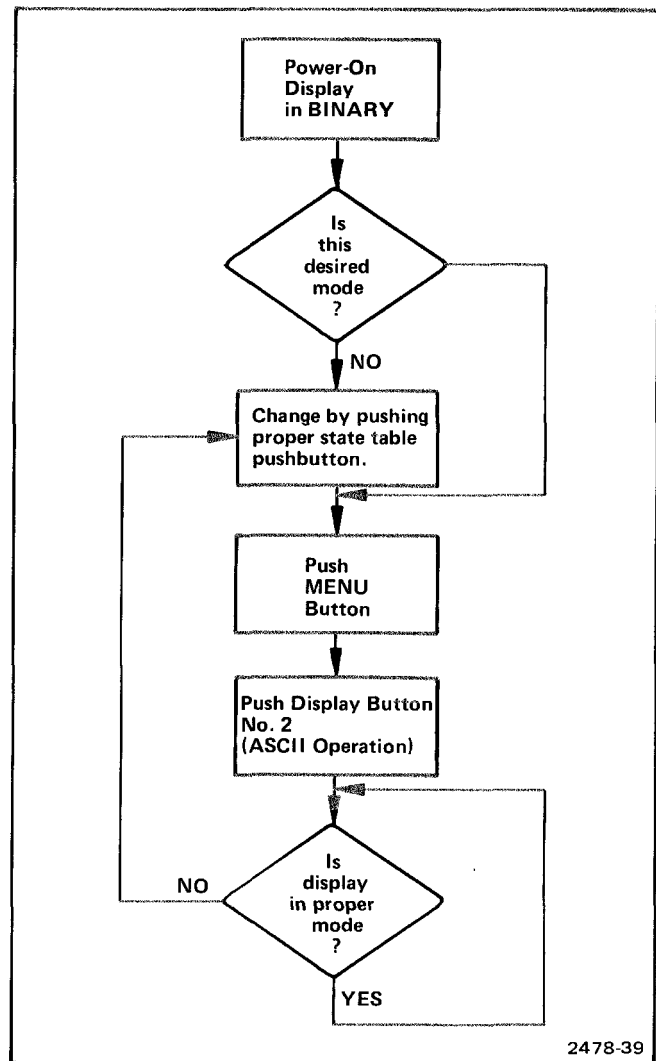 Power-On
Display
in BINARY
Is
this
desired
mode
?
NO
Change by pushing
proper state table
pushbutton.
Push
MENU
Button
Push Display Button
No. 2
(ASCII Operation)
Is
display
in proper
mode
?
NO
YES
2478-39